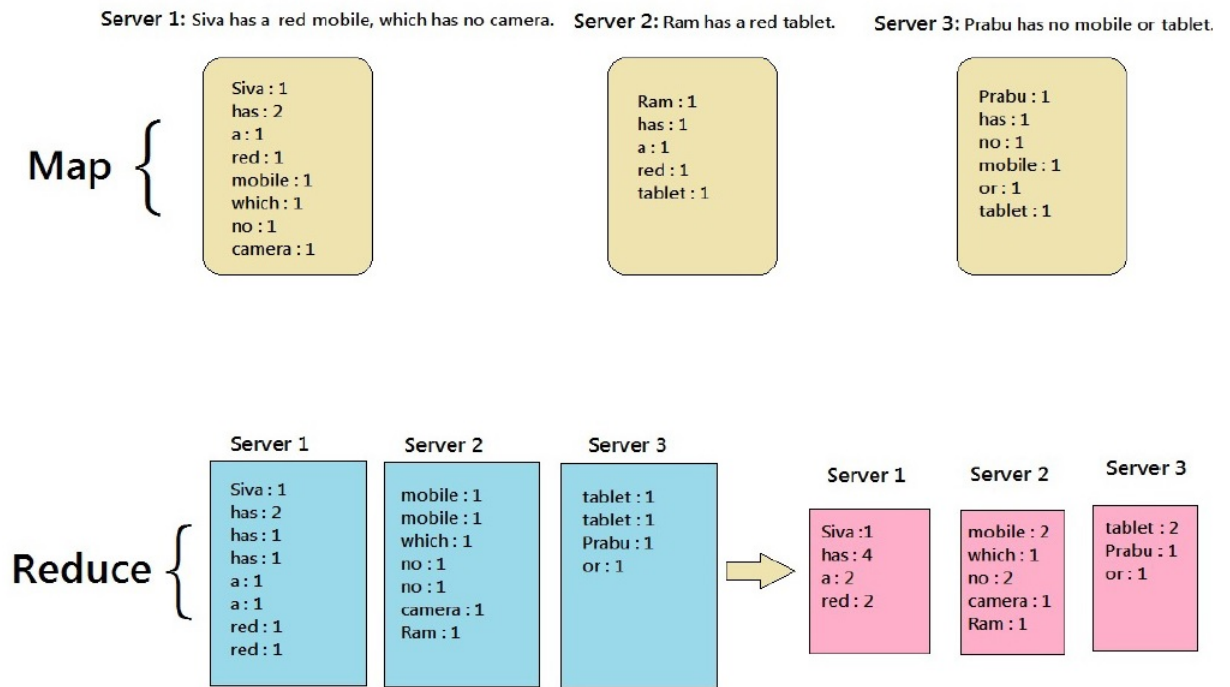 Server 1: Siva has a red mobile, which has no camera.
Server 2: Ram has a red tablet.
Server 3: Prabu has no mobile or tablet.
Map
Siva : 1
has : 2
a : 1
red : 1
mobile : 1
which : 1
no : 1
camera : 1
Ram : 1
has : 1
a : 1
red : 1
tablet : 1
Prabu : 1
has : 1
no : 1
mobile : 1
or : 1
tablet : 1
Reduce
Server 1
Siva : 1
has : 2
has : 1
has : 1
a : 1
a : 1
red : 1
red : 1
Server 2
mobile : 1
mobile : 1
which : 1
no : 1
no : 1
camera : 1
Ram : 1
Server 3
tablet : 1
tablet : 1
Prabu : 1
or : 1
Server 1
Siva :1
has : 4
a : 2
red : 2
Server 2
mobile : 2
which : 1
no : 2
camera : 1
Ram : 1
Server 3
tablet : 2
Prabu : 1
or : 1